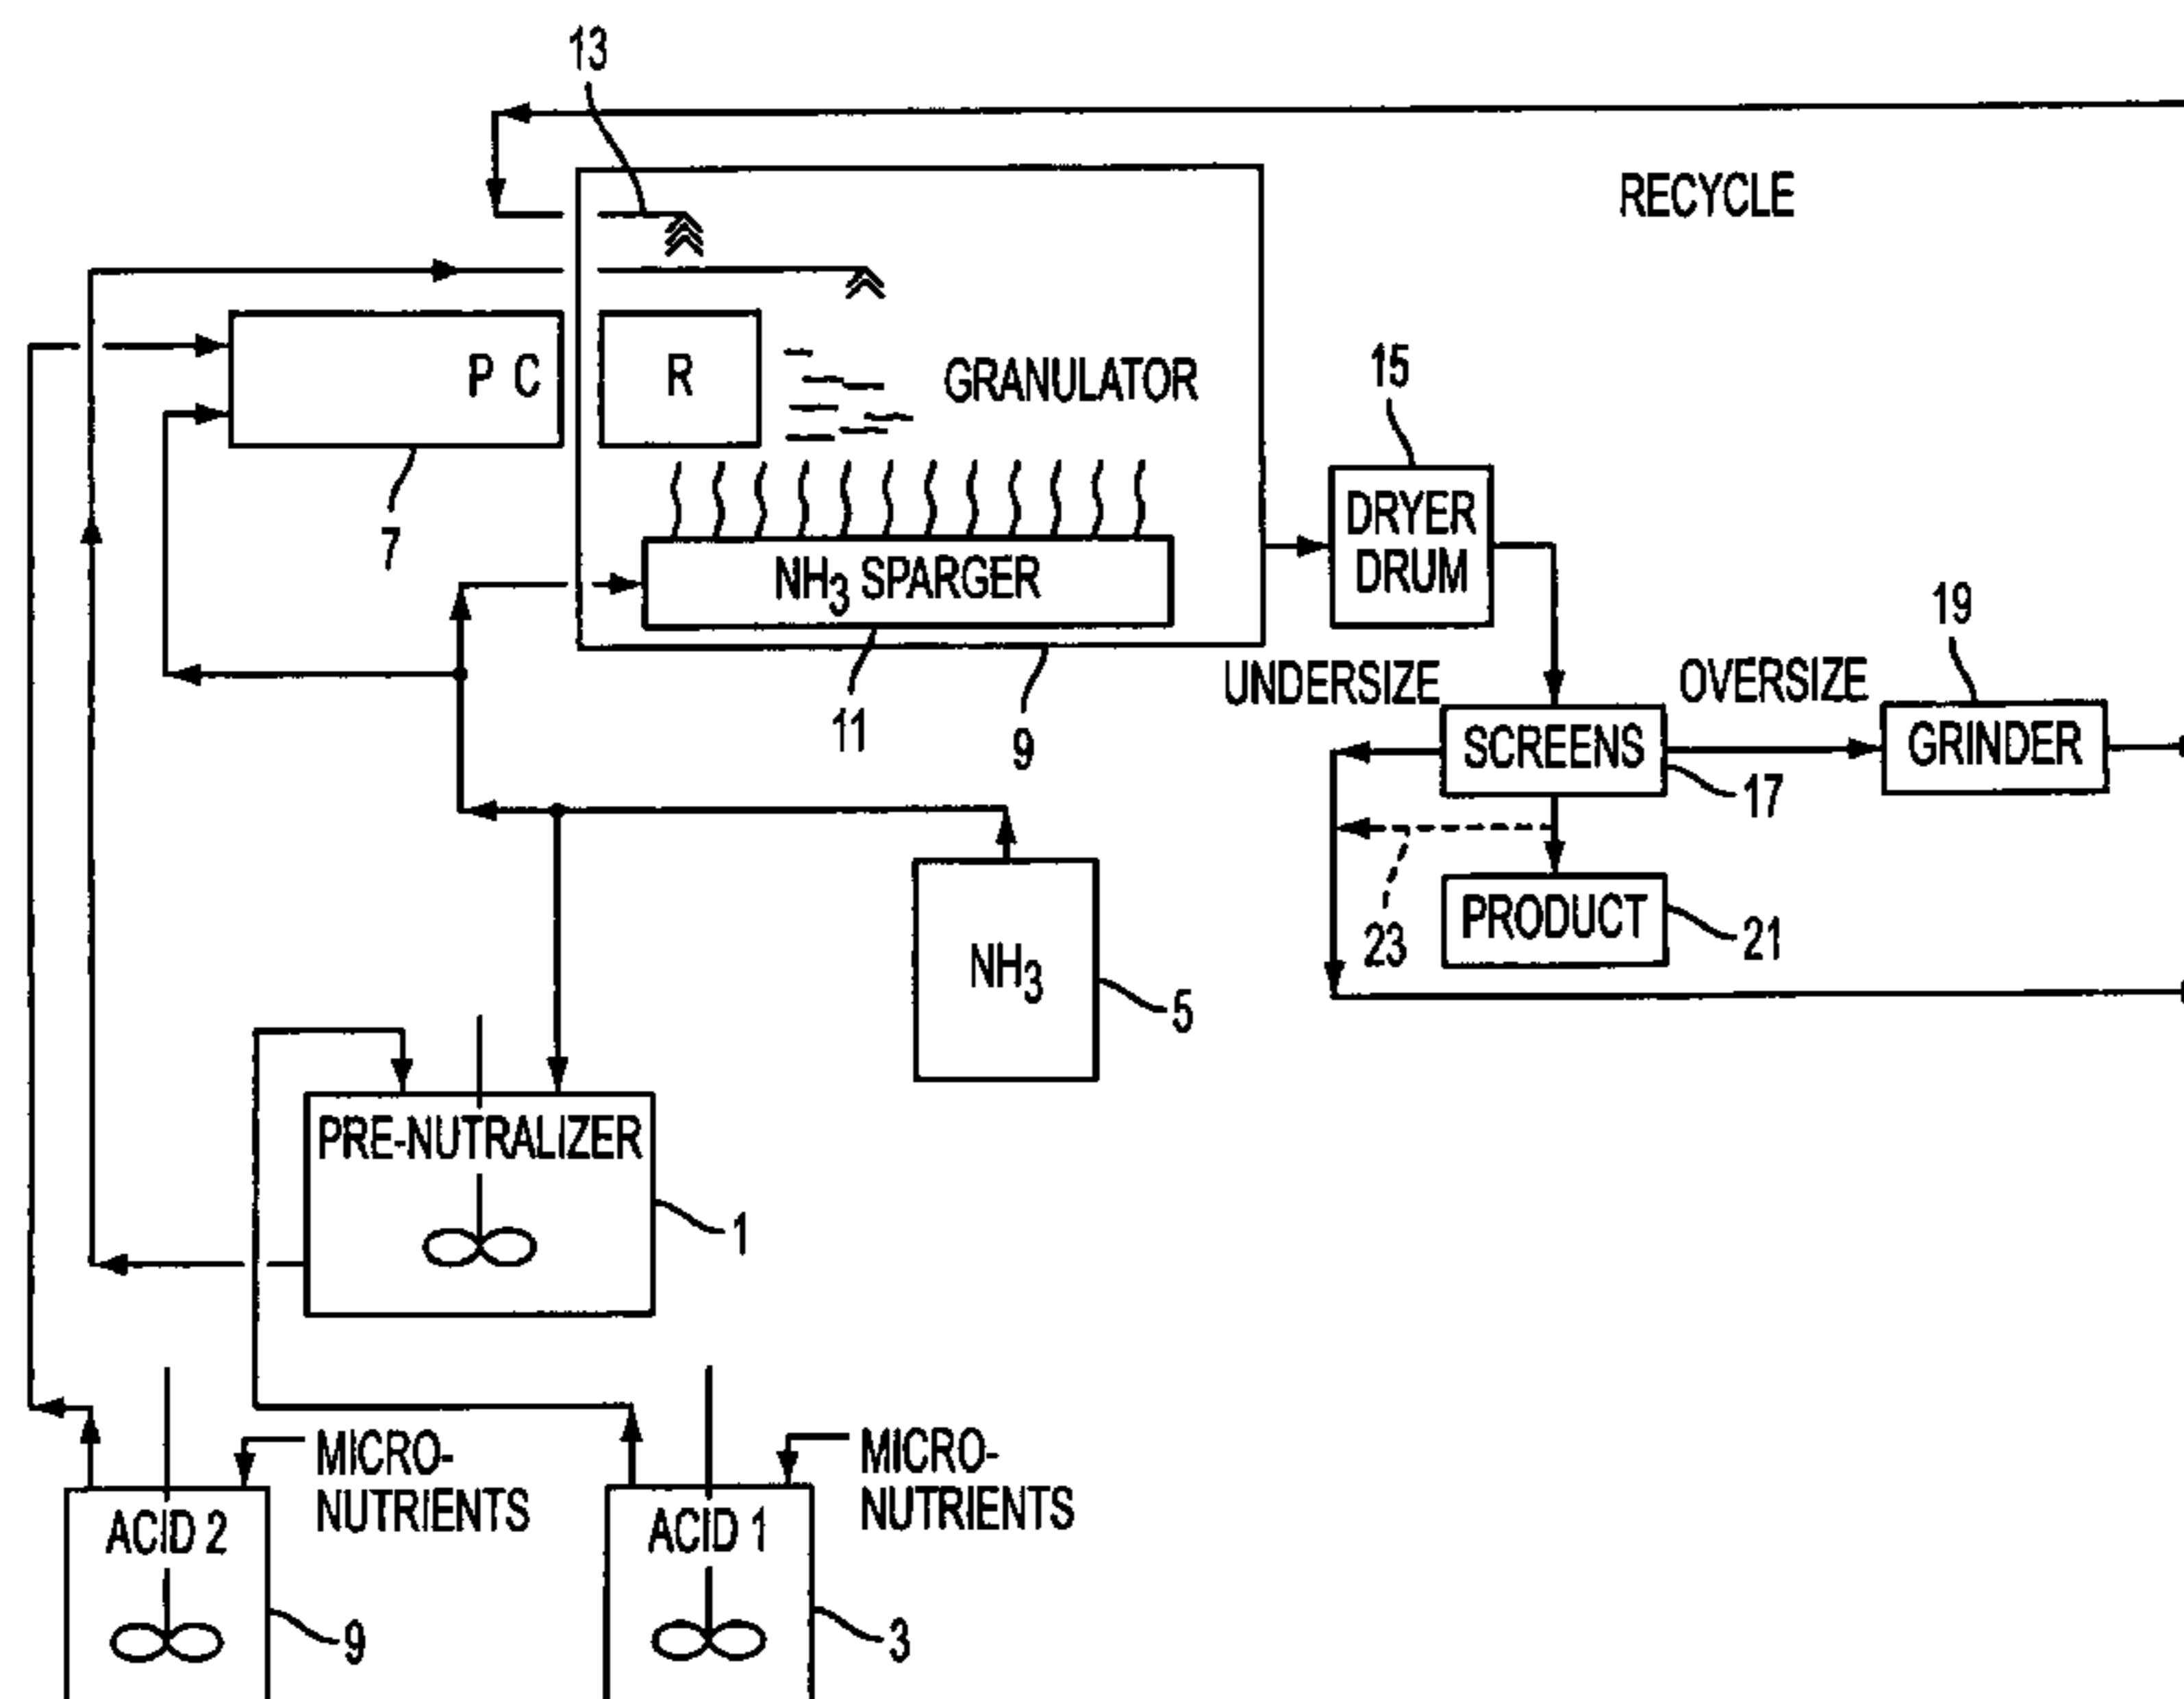 13
RECYCLE
P C
R
GRANULATOR
15
DRYER
DRUM
7
NH3 SPARGER
19
UNDERSIZE
OVERSIZE
11
9
SCREENS
GRINDER
17
PRODUCT
23
21
NH3
5
PRE-NUTRALIZER
1
MICRO-
NUTRIENTS
MICRO-
NUTRIENTS
ACID 2
ACID 1
9
3